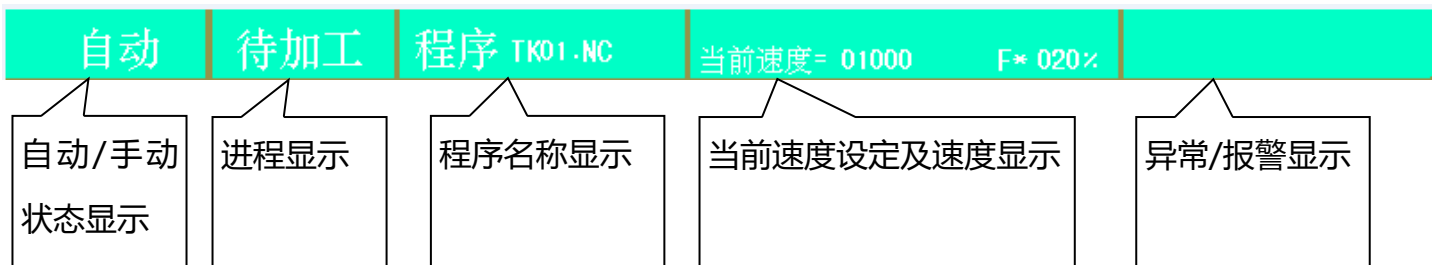 自动 待加工 程序 TK01.NC 当前速度= 01000 F* 020%
自动/手动
状态显示
进程显示
程序名称显示
当前速度设定及速度显示
异常/报警显示